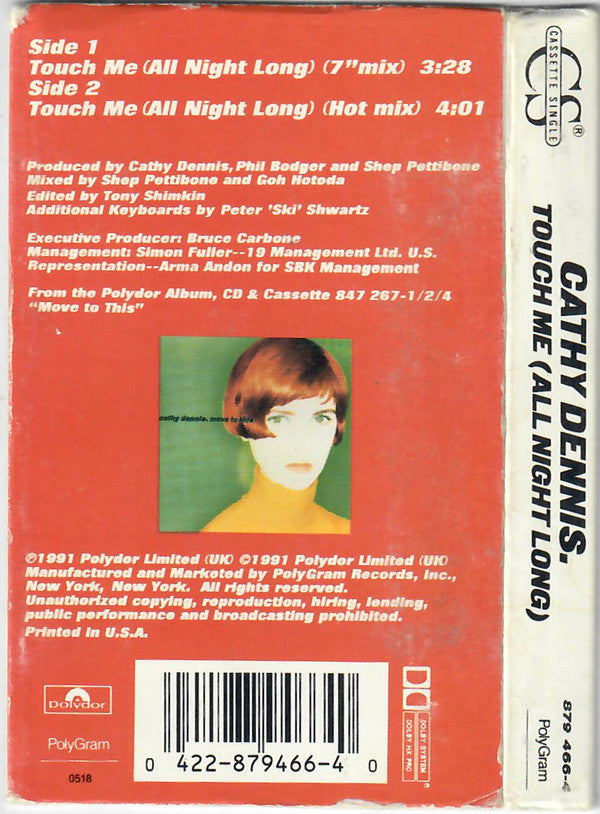 Side 1
Touch Me (All Night Long) (7" mix) 3:28
Side 2
Touch Me (All Night Long) (Hot mix) 4:01
Produced by Cathy Dennis, Phil Bodger and Shep Pettibone
Mixed by Shep Pettibone and Goh Hotoda
Edited by Tony Shimkin
Additional Keyboards by Peter 'Ski' Shwartz
Executive Producer: Bruce Carbone
Management: Simon Fuller--19 Management Ltd. U.S.
Representation--Arma Andon for SBK Management
From the Polydor Album, CD & Cassette 847 267-1/2/4
"Move to This"
cathy dennis. move to this
℗1991 Polydor Limited (UK) ©1991 Polydor Limited (UK)
Manufactured and Marketed by PolyGram Records, Inc.,
New York, New York. All rights reserved.
Unauthorized copying, reproduction, hiring, lending,
public performance and broadcasting prohibited.
Printed in U.S.A.
polydor
PolyGram
0518
0 422-879466-4 0
DOLBY SYSTEM®
DOLBY HX PRO
CS®
CASSETTE SINGLE
CATHY DENNIS.
TOUCH ME (ALL NIGHT LONG)
879 466-4
PolyGram